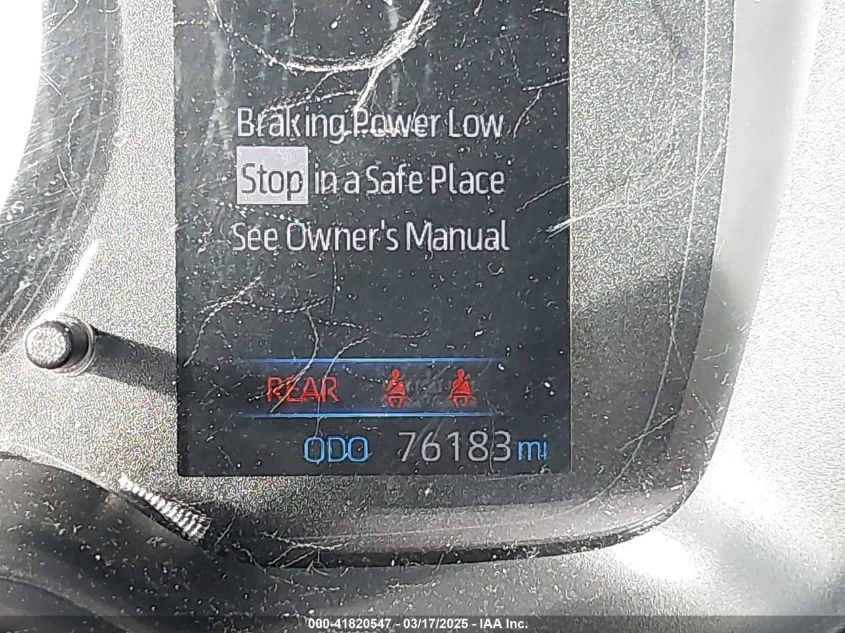 Braking Power Low
Stop in a Safe Place
See Owner's Manual
REAR
ODO 76183 mi
000-41820547 — 03/17/2025 — IAA Inc.